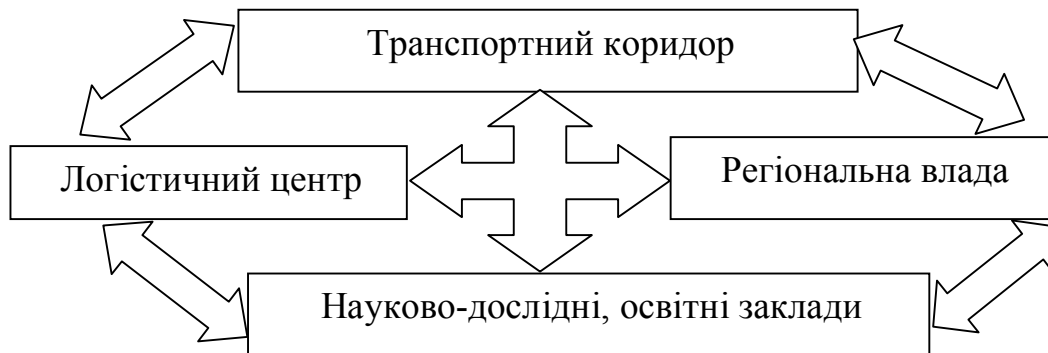 Транспортний коридор
Логістичний центр
Регіональна влада
Науково-дослідні, освітні заклади